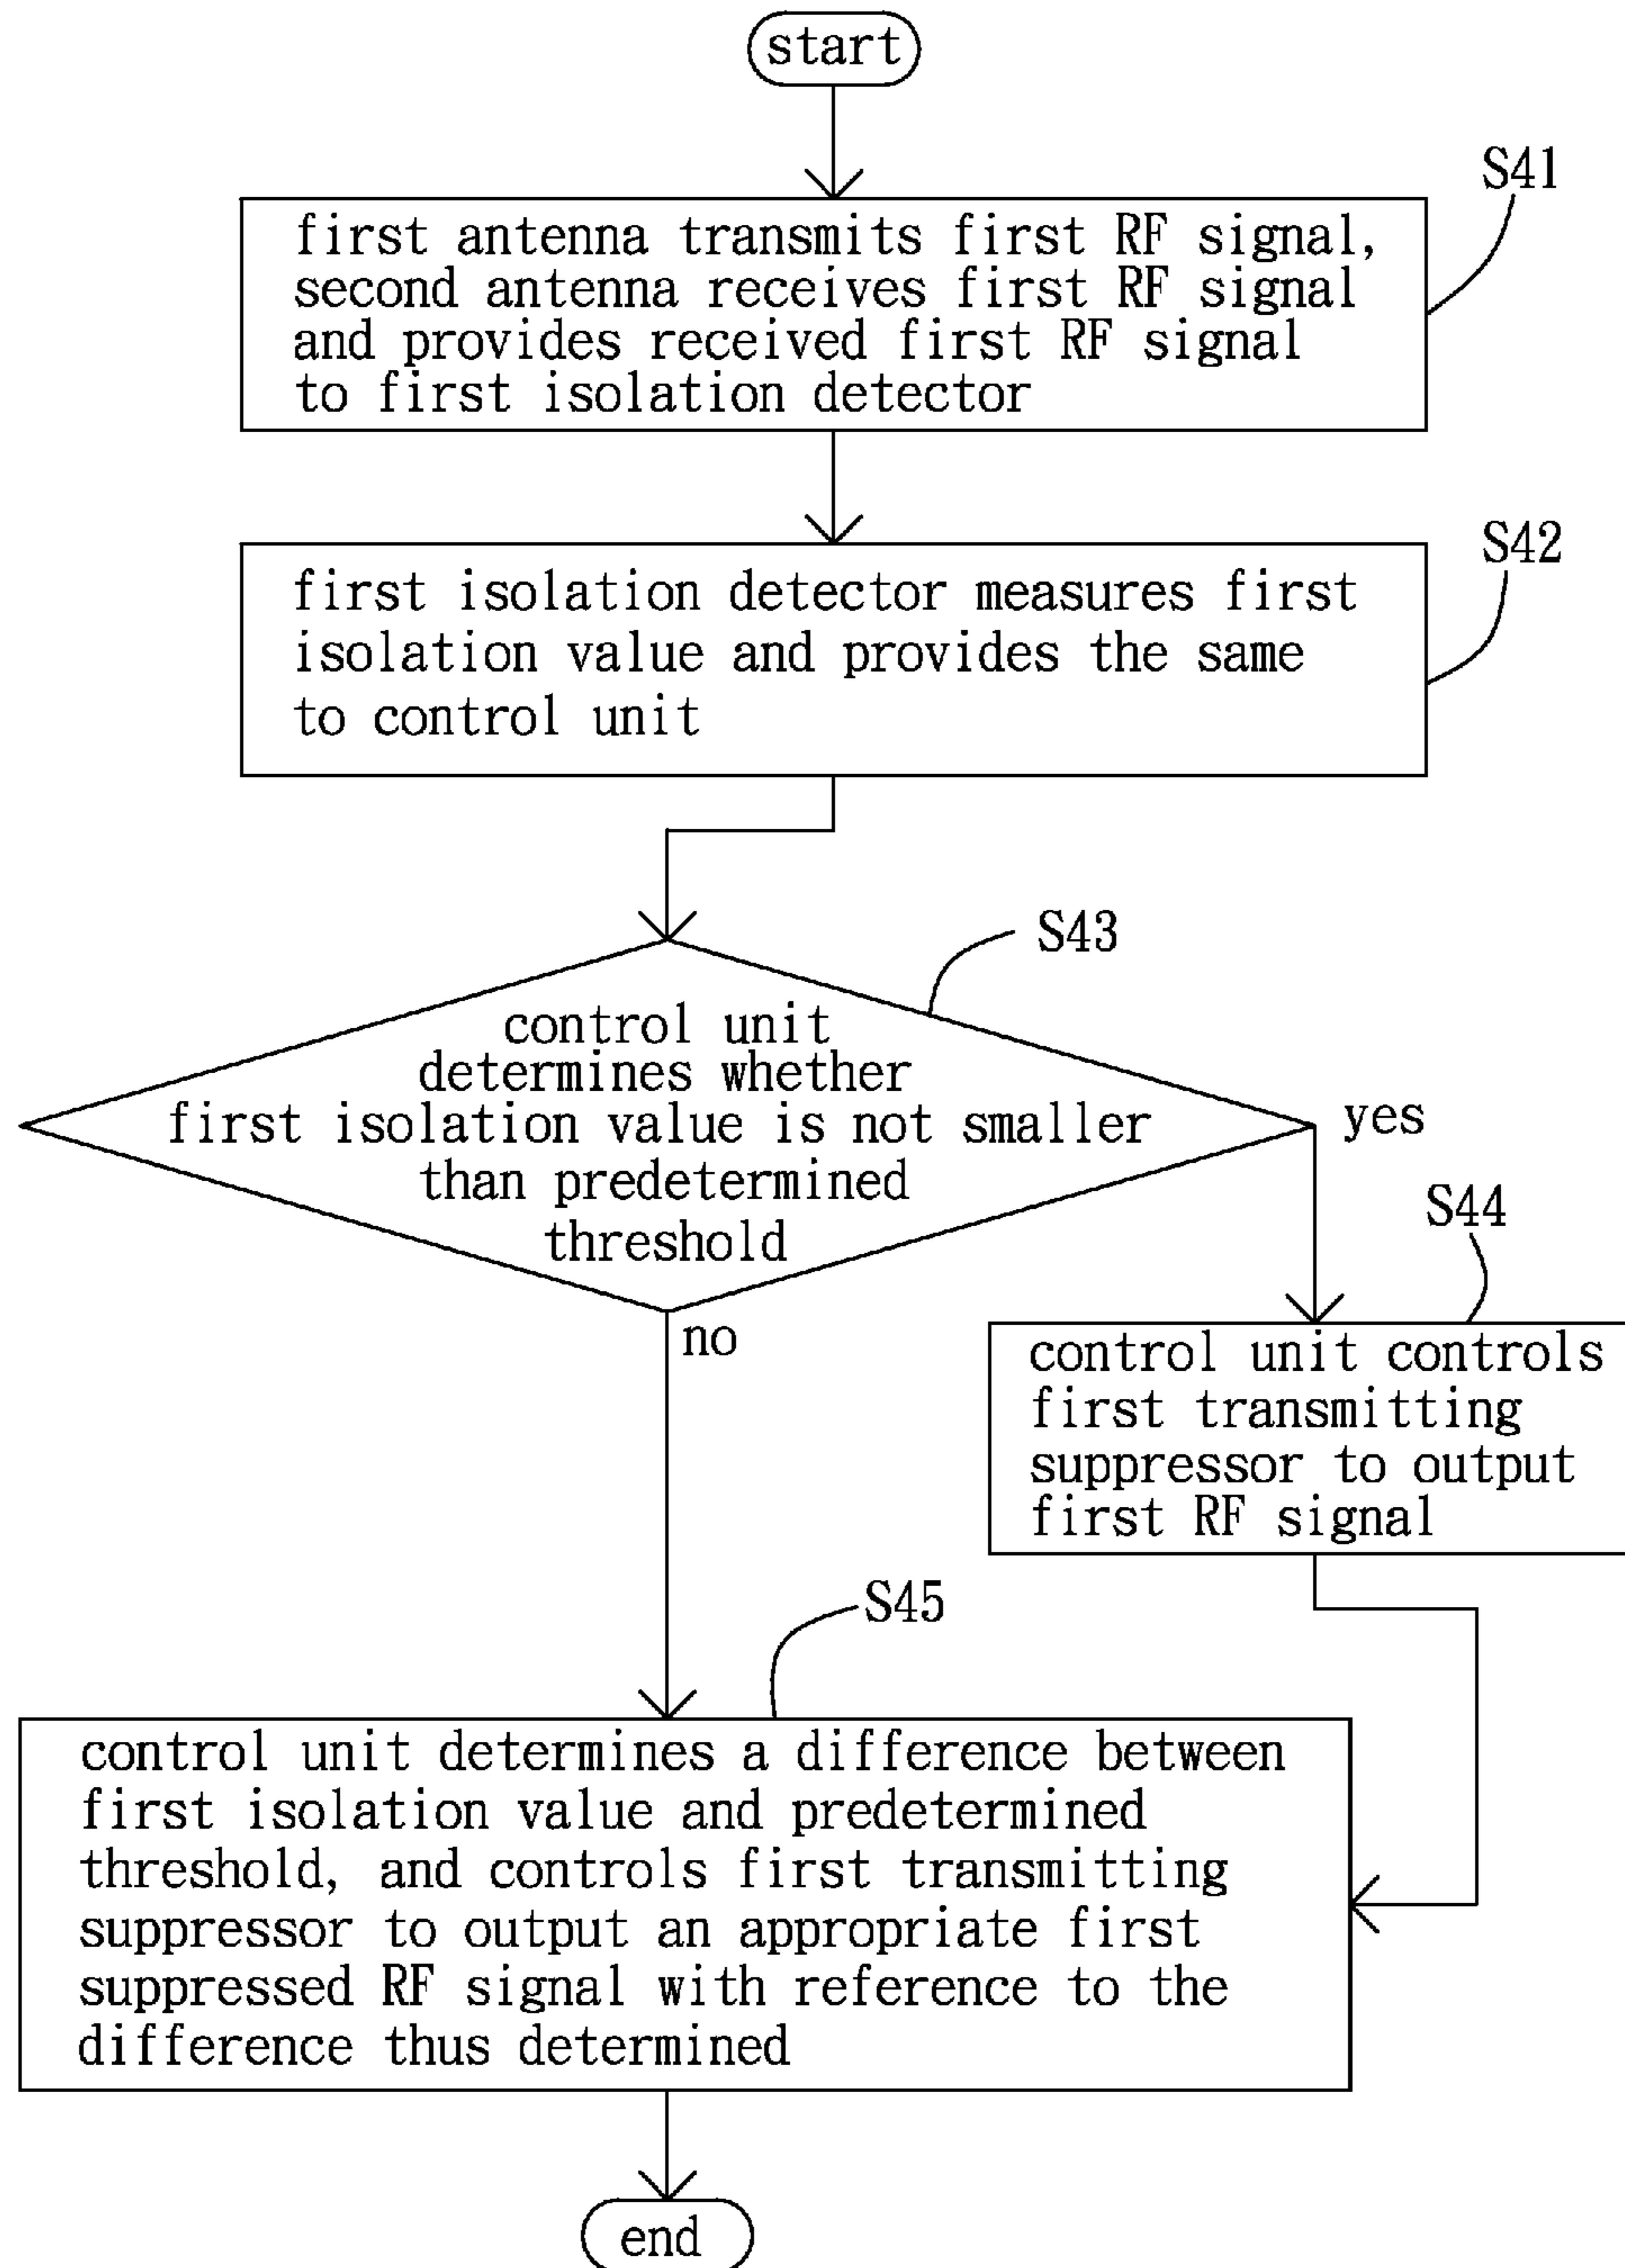 start
S41
first antenna transmits first RF signal,
second antenna receives first RF signal
and provides received first RF signal
to first isolation detector
S42
first isolation detector measures first
isolation value and provides the same
to control unit
S43
control unit
determines whether
first isolation value is not smaller
than predetermined
threshold
yes
no
S44
control unit controls
first transmitting
suppressor to output
first RF signal
S45
control unit determines a difference between
first isolation value and predetermined
threshold, and controls first transmitting
suppressor to output an appropriate first
suppressed RF signal with reference to the
difference thus determined
end